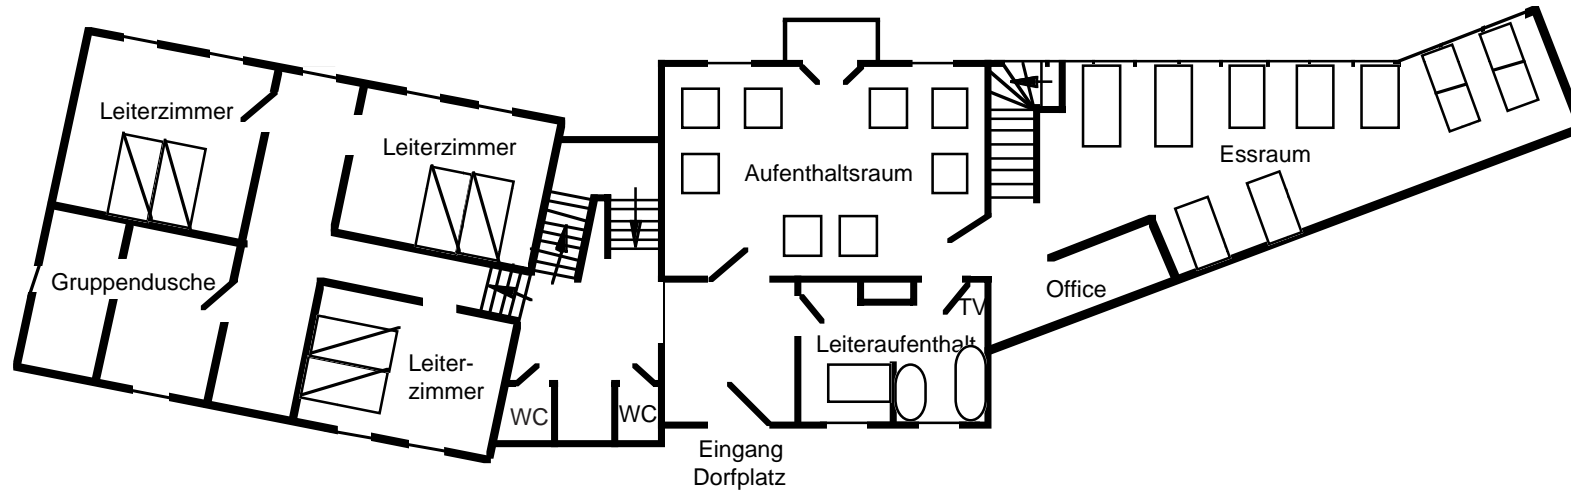 Leiterzimmer
Leiterzimmer
Aufenthaltsraum
Essraum
Gruppendusche
Office
TV
Leiteraufenthalt
Leiter-
zimmer
WC
WC
Eingang
Dorfplatz